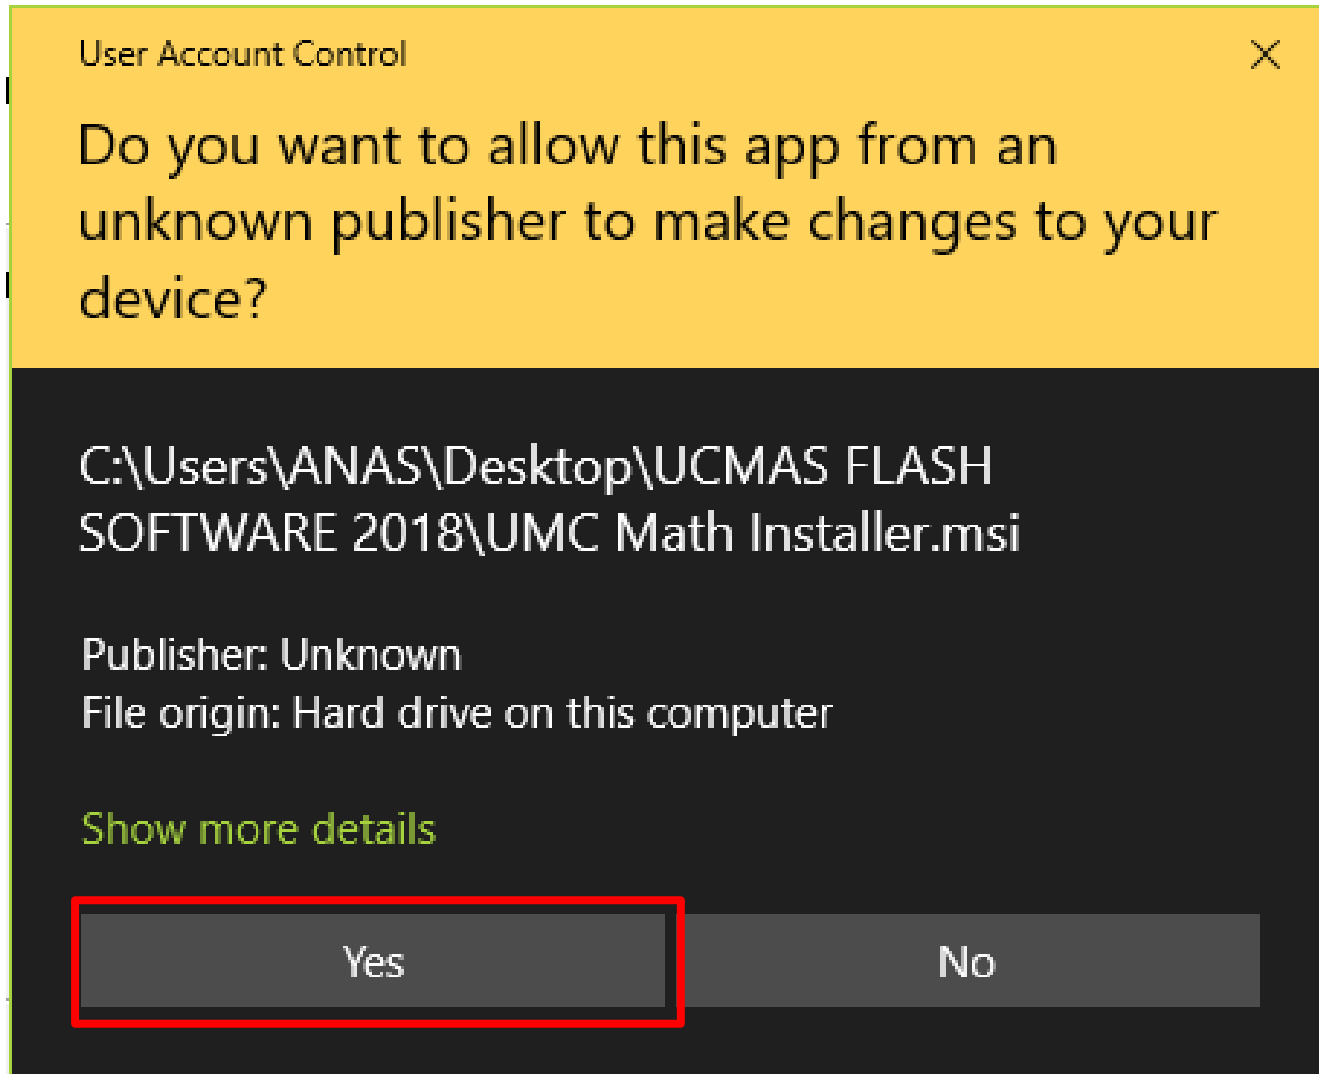 User Account Control
Do you want to allow this app from an
unknown publisher to make changes to your
device?
C:\Users\ANAS\Desktop\UCMAS FLASH
SOFTWARE 2018\UMC Math Installer.msi
Publisher: Unknown
File origin: Hard drive on this computer
Show more details
Yes No